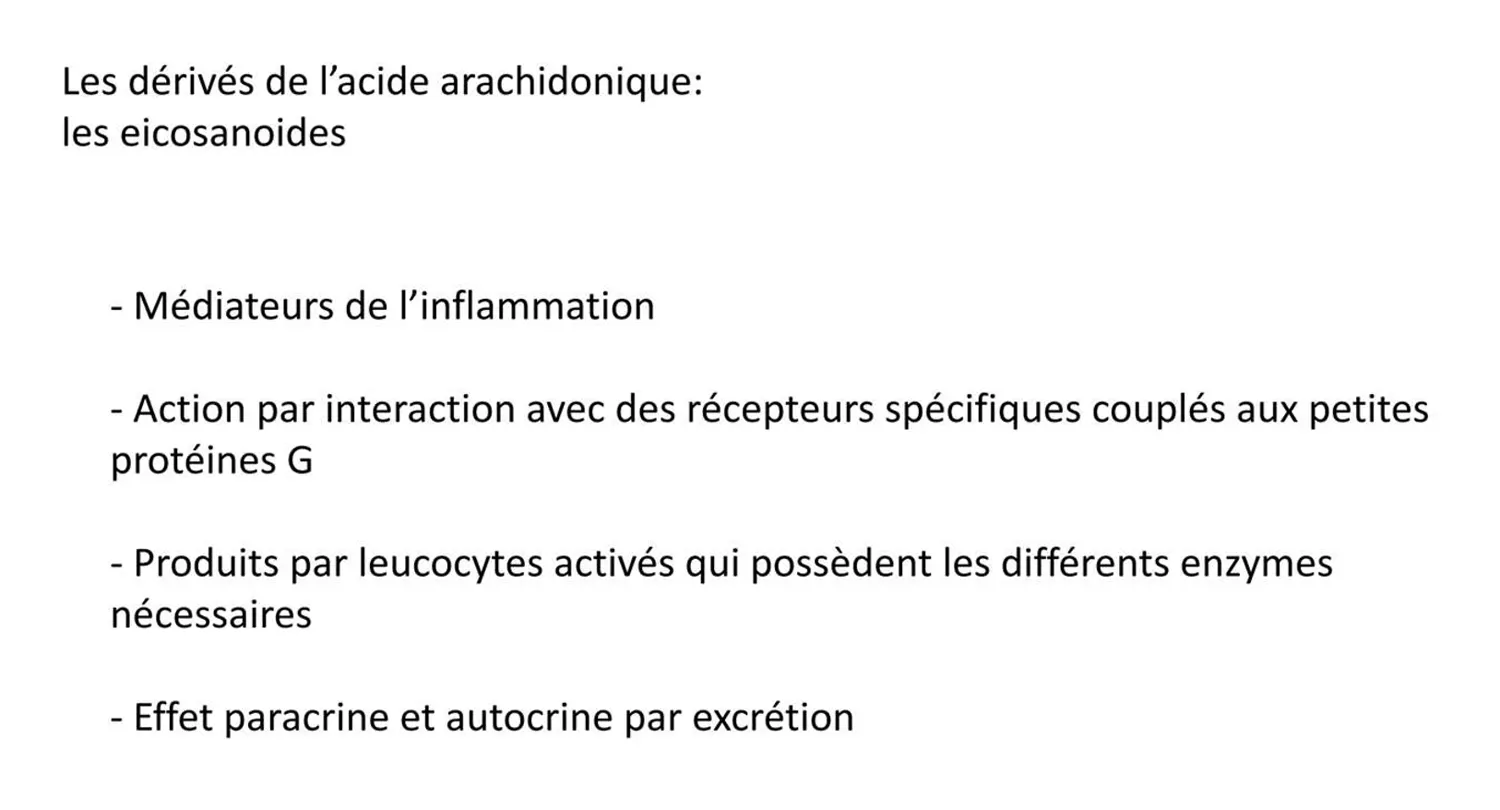 Les dérivés de l’acide arachidonique:
les eicosanoides
- Médiateurs de l’inflammation
- Action par interaction avec des récepteurs spécifiques couplés aux petites
protéines G
- Produits par leucocytes activés qui possèdent les différents enzymes
nécessaires
- Effet paracrine et autocrine par excrétion